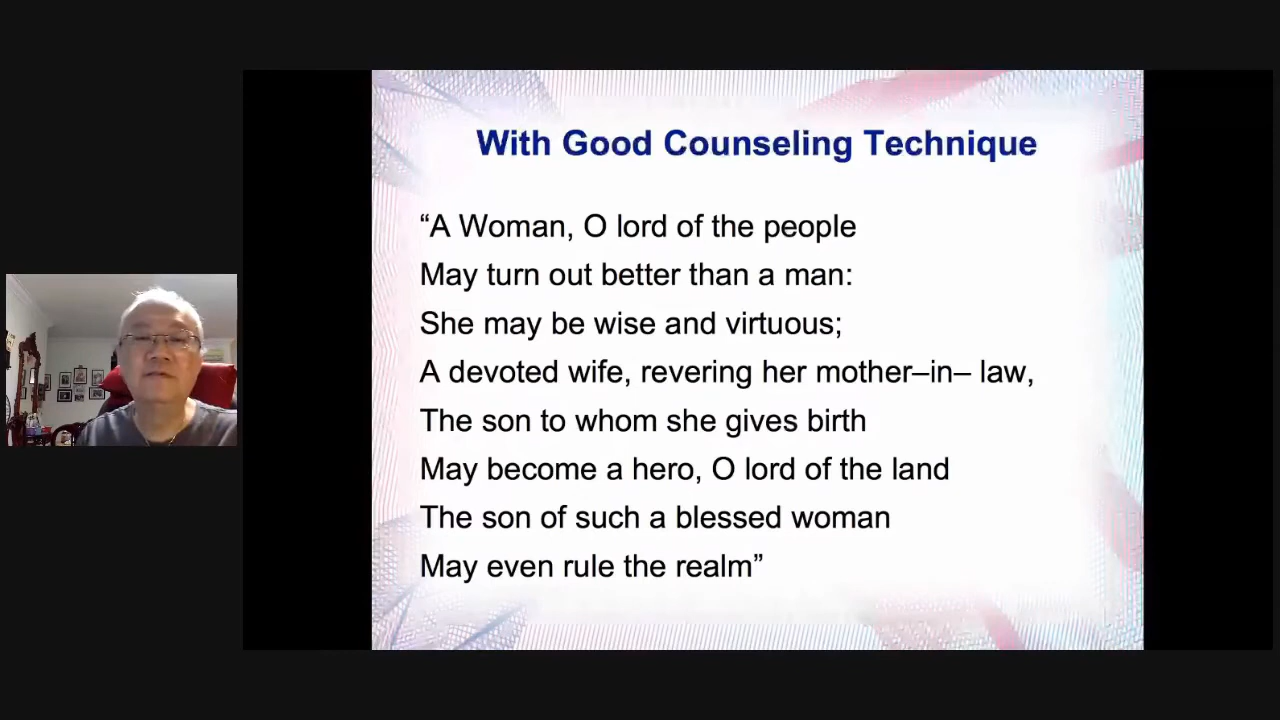 With Good Counseling Technique
“A Woman, O lord of the people
May turn out better than a man:
She may be wise and virtuous;
A devoted wife, revering her mother–in– law,
The son to whom she gives birth
May become a hero, O lord of the land
The son of such a blessed woman
May even rule the realm”